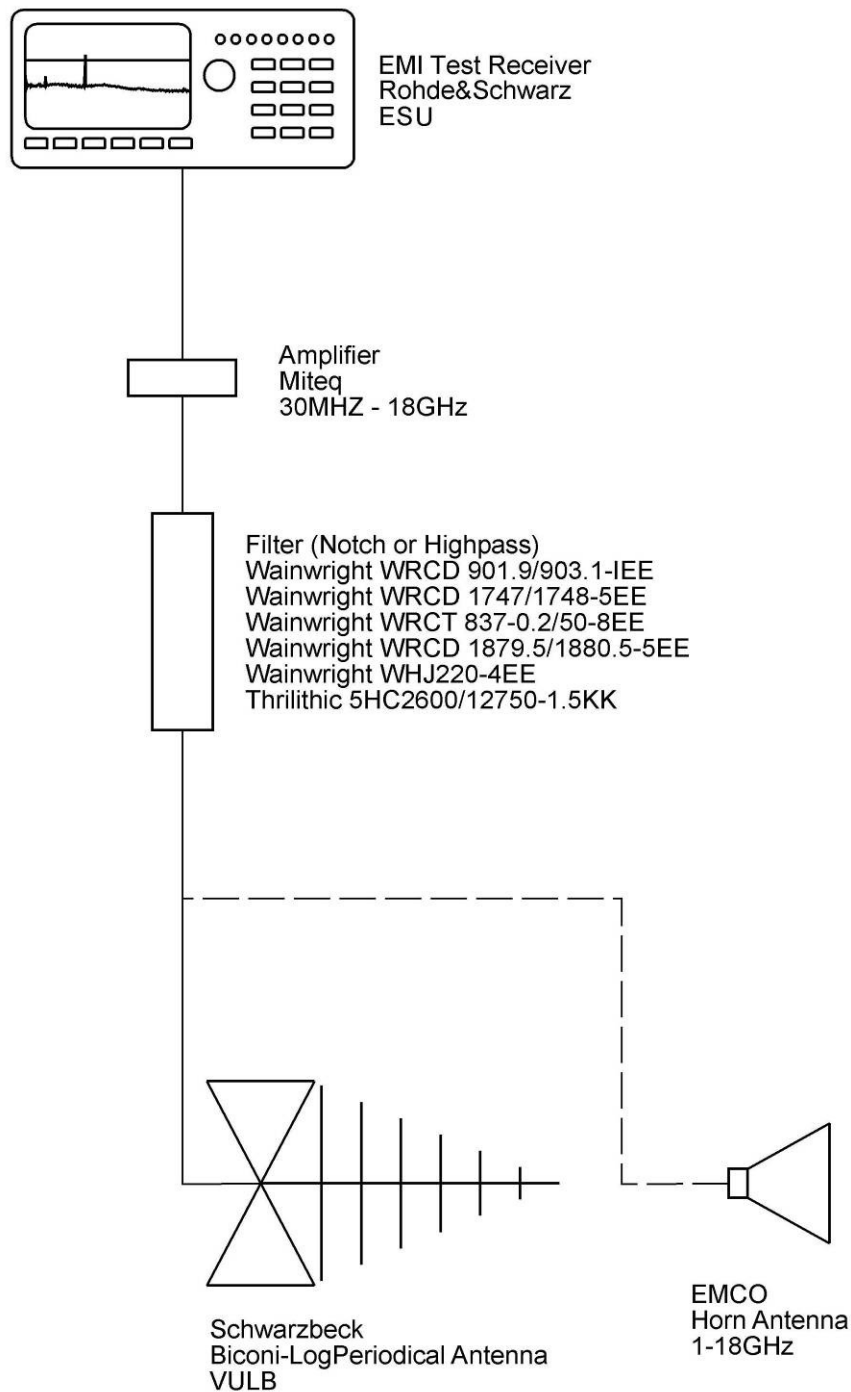 EMI Test Receiver
Rohde&Schwarz
ESU
Amplifier
Miteq
30MHZ - 18GHz
Filter (Notch or Highpass)
Wainwright WRCD 901.9/903.1-IEE
Wainwright WRCD 1747/1748-5EE
Wainwright WRCT 837-0.2/50-8EE
Wainwright WRCD 1879.5/1880.5-5EE
Wainwright WHJ220-4EE
Thrilithic 5HC2600/12750-1.5KK
Schwarzbeck
Biconi-LogPeriodical Antenna
VULB
EMCO
Horn Antenna
1-18GHz